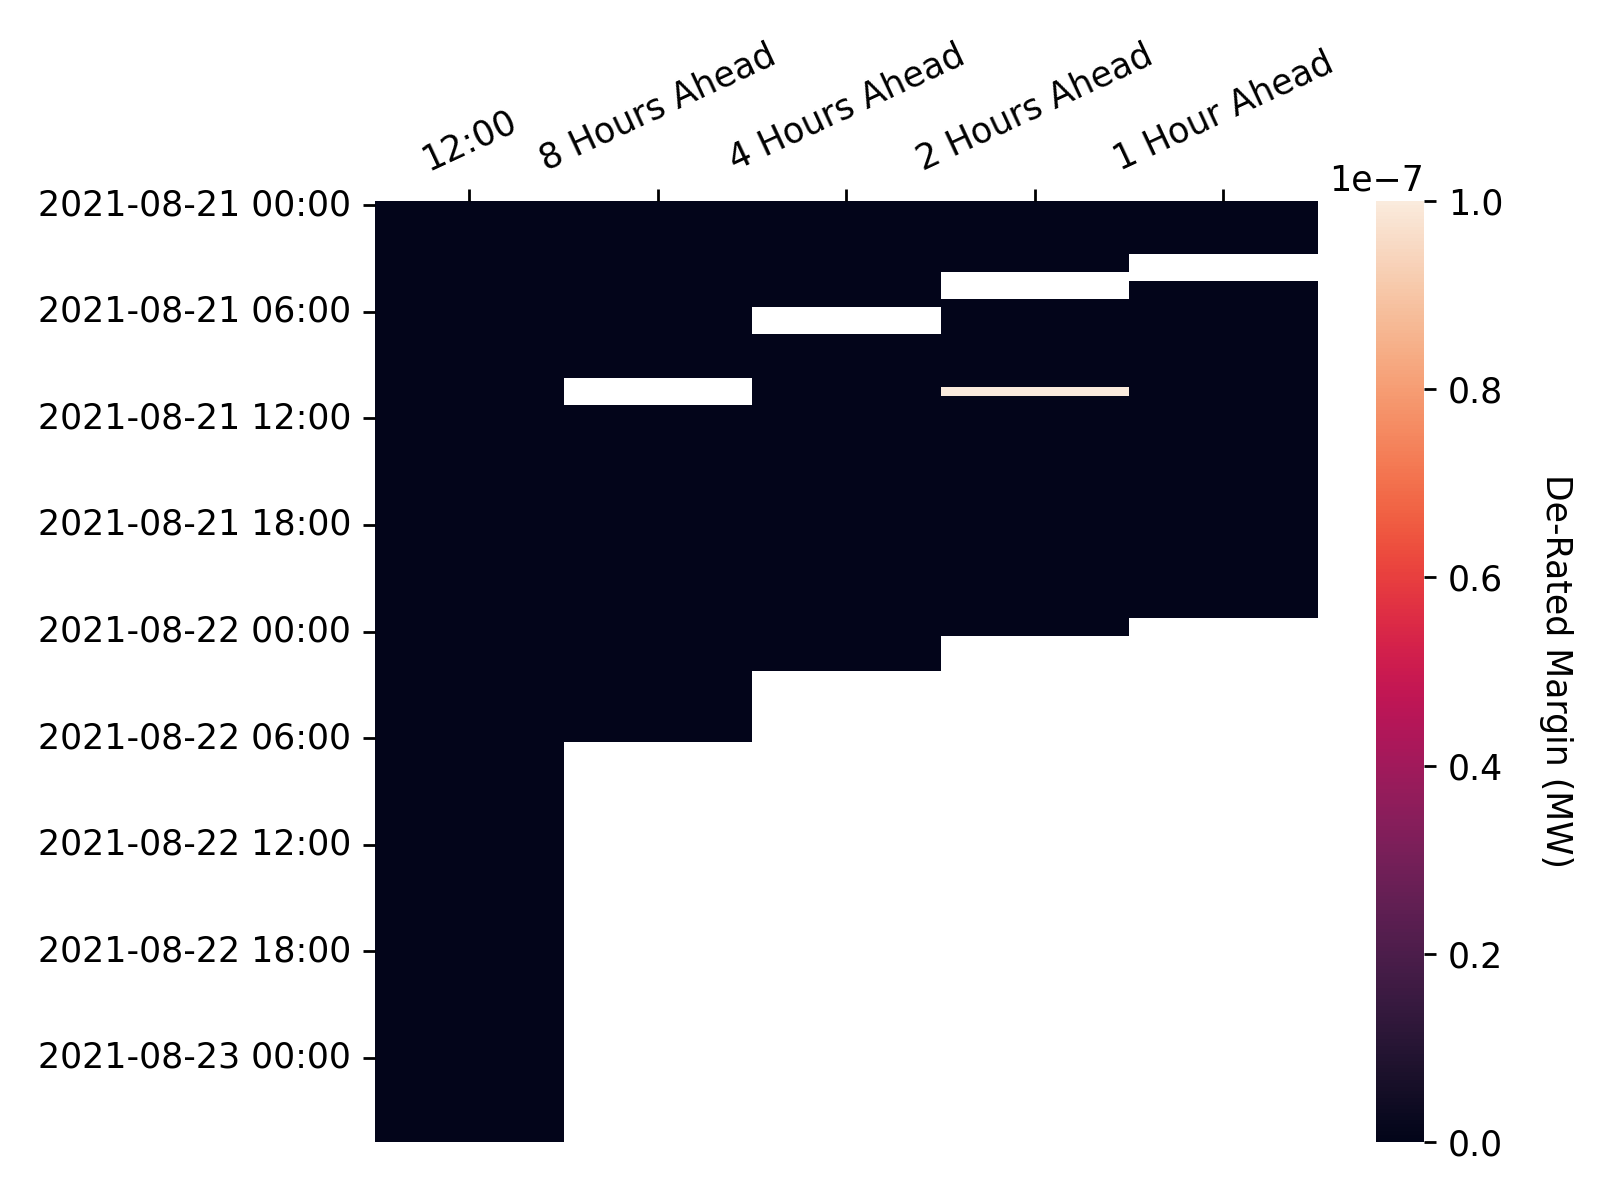 12:00
8 Hours Ahead
4 Hours Ahead
2 Hours Ahead
1 Hour Ahead
2021-08-21 00:00
2021-08-21 06:00
2021-08-21 12:00
2021-08-21 18:00
2021-08-22 00:00
2021-08-22 06:00
2021-08-22 12:00
2021-08-22 18:00
2021-08-23 00:00
1e−7
1.0
0.8
0.6
0.4
0.2
0.0
De-Rated Margin (MW)